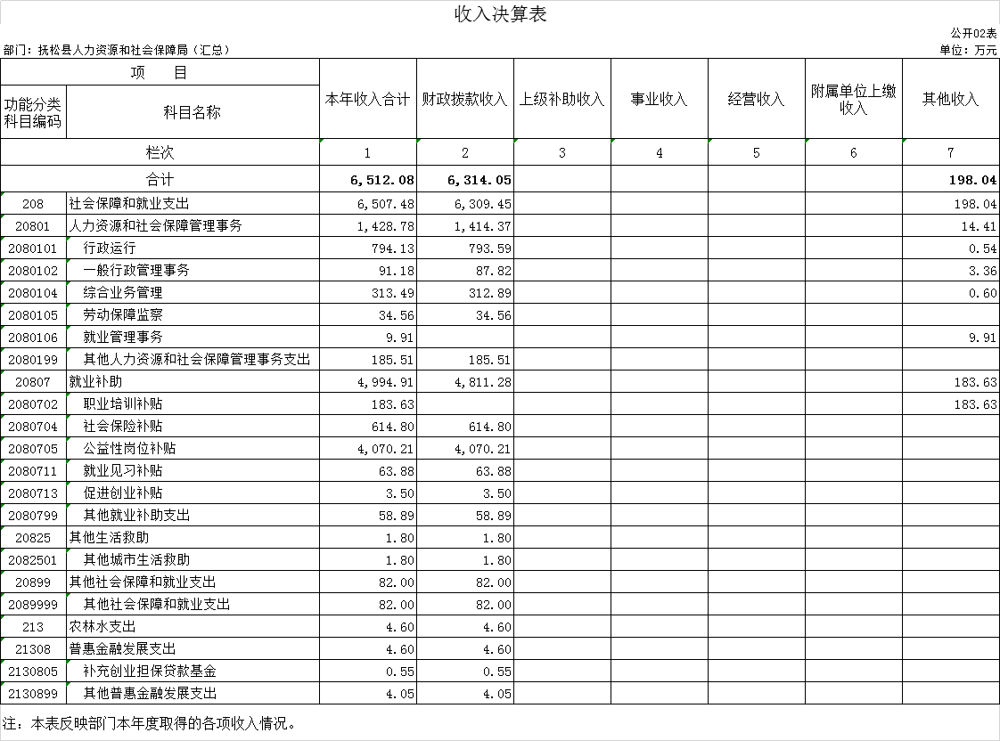 收入决算表
公开02表
部门：抚松县人力资源和社会保障局（汇总） 单位：万元
项 目 本年收入合计 财政拨款收入 上级补助收入 事业收入 经营收入 附属单位上缴收入 其他收入
功能分类科目编码 科目名称
栏次 1 2 3 4 5 6 7
合计 6,512.08 6,314.05 198.04
208 社会保障和就业支出 6,507.48 6,309.45 198.04
20801 人力资源和社会保障管理事务 1,428.78 1,414.37 14.41
2080101 行政运行 794.13 793.59 0.54
2080102 一般行政管理事务 91.18 87.82 3.36
2080104 综合业务管理 313.49 312.89 0.60
2080105 劳动保障监察 34.56 34.56
2080106 就业管理事务 9.91 9.91
2080199 其他人力资源和社会保障管理事务支出 185.51 185.51
20807 就业补助 4,994.91 4,811.28 183.63
2080702 职业培训补贴 183.63 183.63
2080704 社会保险补贴 614.80 614.80
2080705 公益性岗位补贴 4,070.21 4,070.21
2080711 就业见习补贴 63.88 63.88
2080713 促进创业补贴 3.50 3.50
2080799 其他就业补助支出 58.89 58.89
20825 其他生活救助 1.80 1.80
2082501 其他城市生活救助 1.80 1.80
20899 其他社会保障和就业支出 82.00 82.00
2089999 其他社会保障和就业支出 82.00 82.00
213 农林水支出 4.60 4.60
21308 普惠金融发展支出 4.60 4.60
2130805 补充创业担保贷款基金 0.55 0.55
2130899 其他普惠金融发展支出 4.05 4.05
注：本表反映部门本年度取得的各项收入情况。